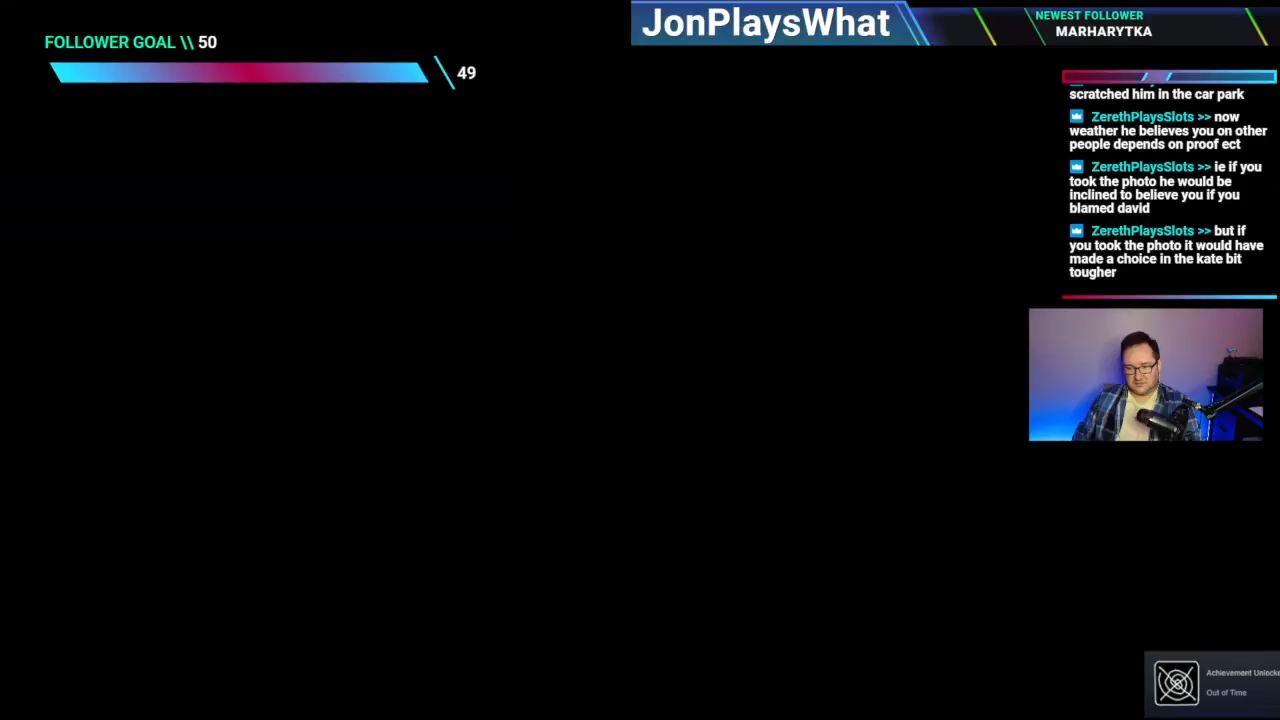 FOLLOWER GOAL \\ 50
49
JonPlaysWhat
NEWEST FOLLOWER
MARHARYTKA
scratched him in the car park
ZerethPlaysSlots >> now
weather he believes you on other
people depends on proof ect
ZerethPlaysSlots >> ie if you
took the photo he would be
inclined to believe you if you
blamed david
ZerethPlaysSlots >> but if
you took the photo it would have
made a choice in the kate bit
tougher
Achievement Unlocke
Out of Time